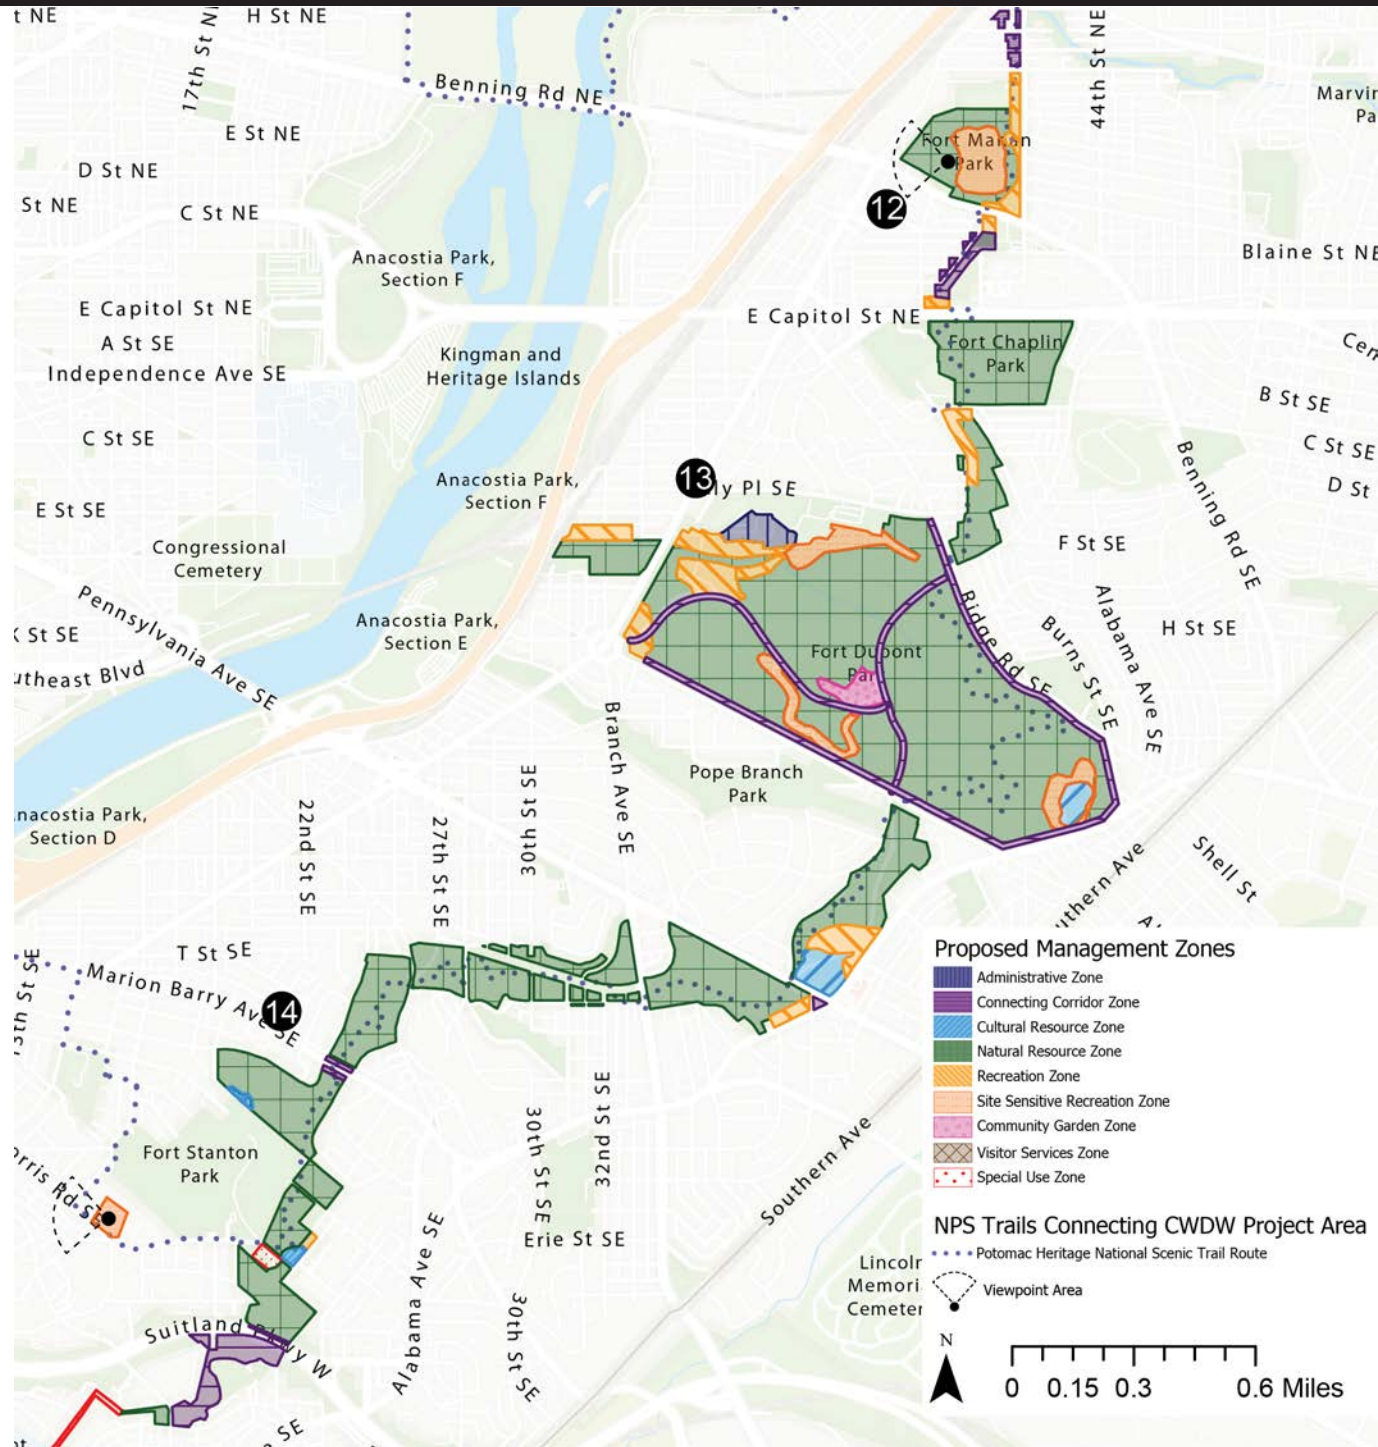 t NE
H St NE
17th St N
Benning Rd NE
44th St NE
Marvin
Pa
E St NE
D St NE
St NE
C St NE
Fort Mahan
Park
12
Blaine St NE
Anacostia Park,
Section F
E Capitol St NE
E Capitol St NE
A St SE
Independence Ave SE
Kingman and
Heritage Islands
Fort Chaplin
Park
Cen
B St SE
C St SE
C St SE
D St
Benning Rd SE
Anacostia Park,
Section F
13
ly Pl SE
E St SE
Congressional
Cemetery
F St SE
Pennsylvania Ave SE
Anacostia Park,
Section E
K St SE
utheast Blvd
Ridge Rd SE
Burns St SE
Alabama Ave SE
H St SE
Fort Dupont
Park
Branch Ave SE
Pope Branch
Park
30th St SE
nacostia Park,
Section D
22nd St SE
27th St SE
uthern Ave
Shell St
A
T St SE
Marion Barry Ave SE
14
15th St SE
30th St SE
32nd St SE
Southern Ave
Fort Stanton
Park
orris Rd S
Erie St SE
Alabama Ave SE
30th St SE
Lincoln
Memori
Cemeter
Suitland Pkwy W
e SE
nt
Proposed Management Zones
Administrative Zone
Connecting Corridor Zone
Cultural Resource Zone
Natural Resource Zone
Recreation Zone
Site Sensitive Recreation Zone
Community Garden Zone
Visitor Services Zone
Special Use Zone
NPS Trails Connecting CWDW Project Area
Potomac Heritage National Scenic Trail Route
Viewpoint Area
N
0 0.15 0.3 0.6 Miles